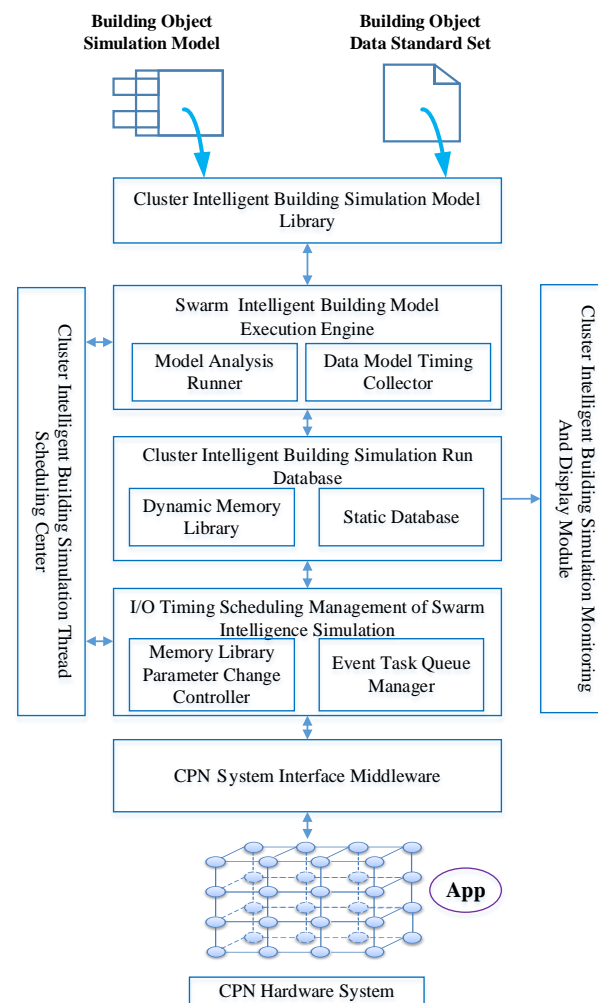 Building Object
Simulation Model
Building Object
Data Standard Set
Cluster Intelligent Building Simulation Model
Library
Swarm Intelligent Building Model
Execution Engine
Model Analysis
Runner
Data Model Timing
Collector
Cluster Intelligent Building Simulation Thread
Scheduling Center
Cluster Intelligent Building Simulation Monitoring
And Display Module
Cluster Intelligent Building Simulation Run
Database
Dynamic Memory
Library
Static Database
I/O Timing Scheduling Management of Swarm
Intelligence Simulation
Memory Library
Parameter Change
Controller
Event Task Queue
Manager
CPN System Interface Middleware
App
CPN Hardware System